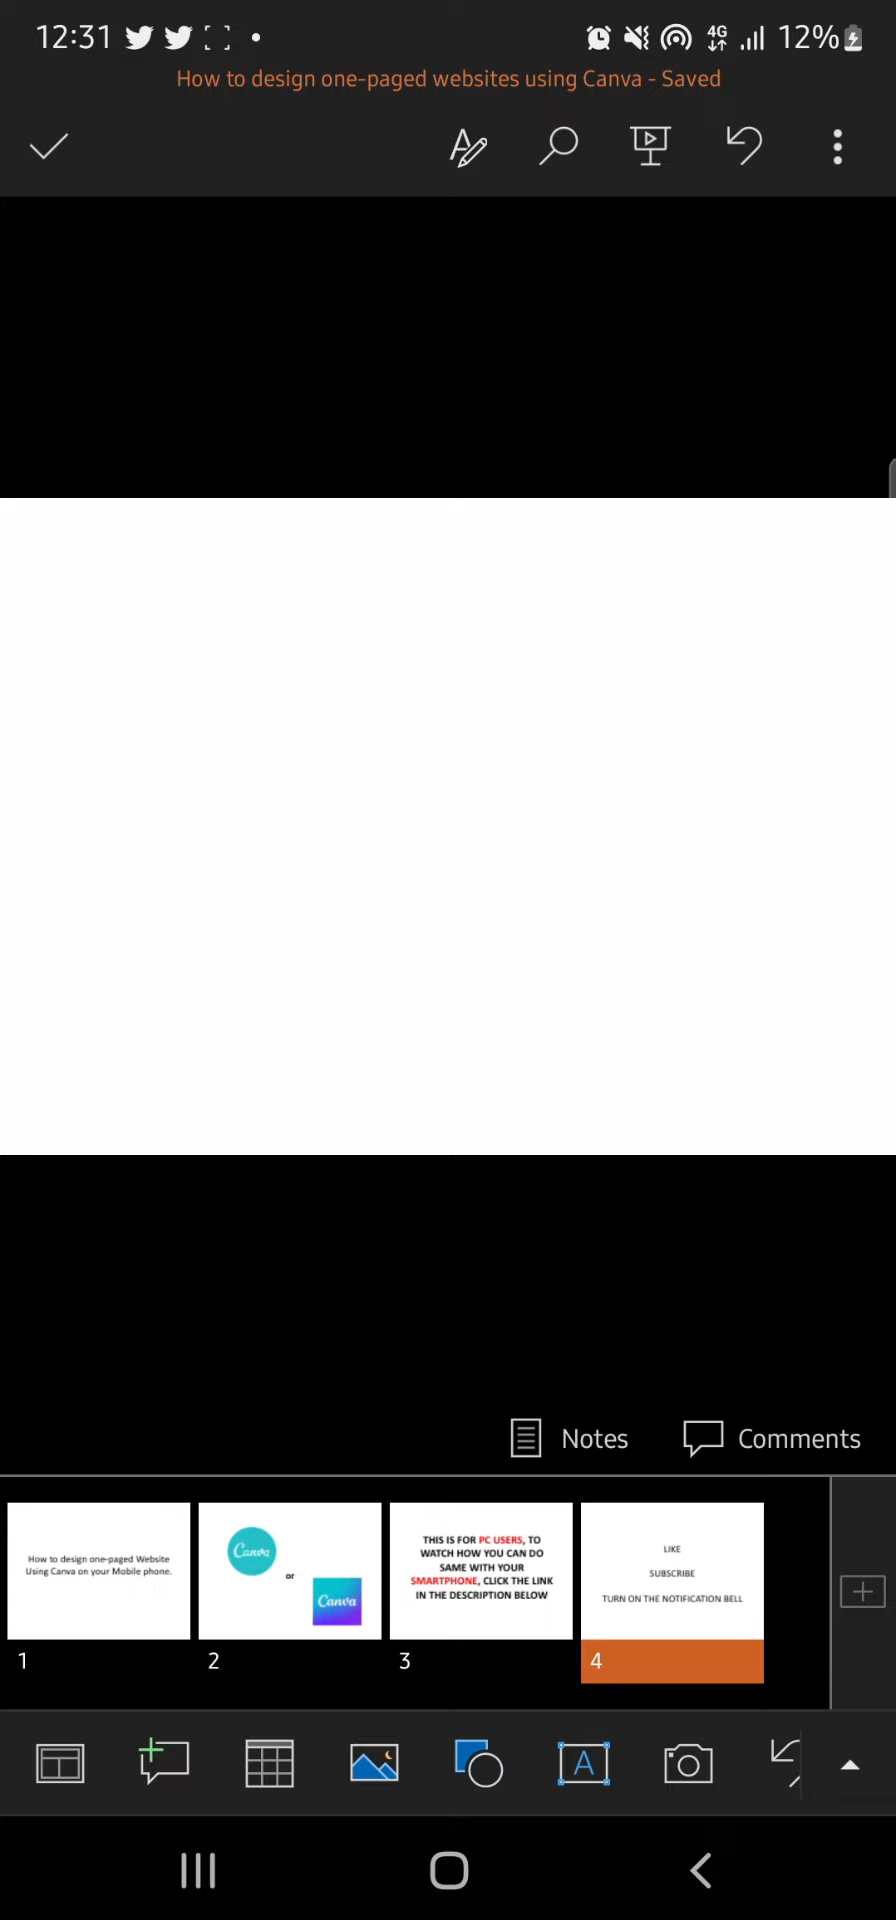 12:31
4G
12%
How to design one-paged websites using Canva - Saved
Notes
Comments
How to design one-paged Website
Using Canva on your Mobile phone.
Canva
or
Canva
THIS IS FOR PC USERS, TO
WATCH HOW YOU CAN DO
SAME WITH YOUR
SMARTPHONE, CLICK THE LINK
IN THE DESCRIPTION BELOW
LIKE
SUBSCRIBE
TURN ON THE NOTIFICATION BELL
1
2
3
4
A